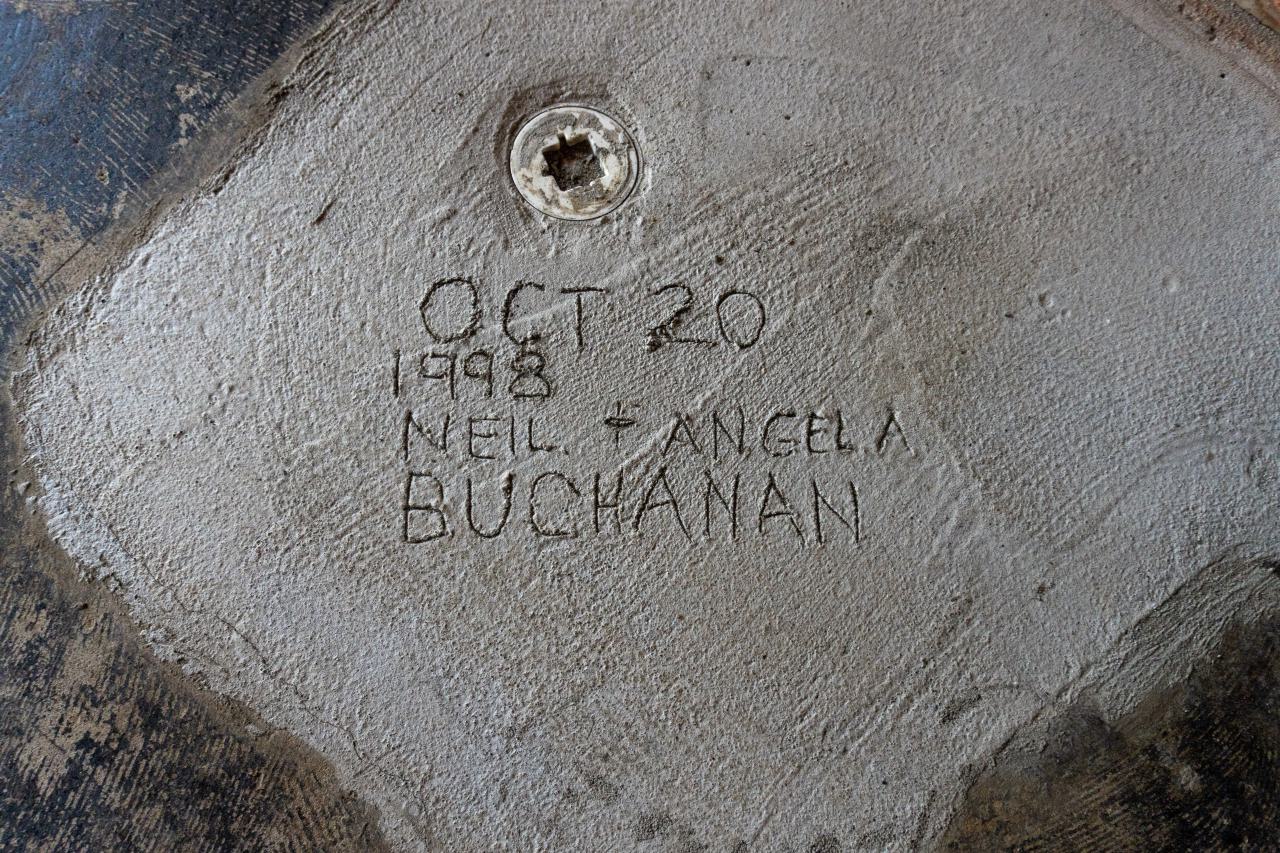 OCT 20
1998
NEIL + ANGELA
BUCHANAN